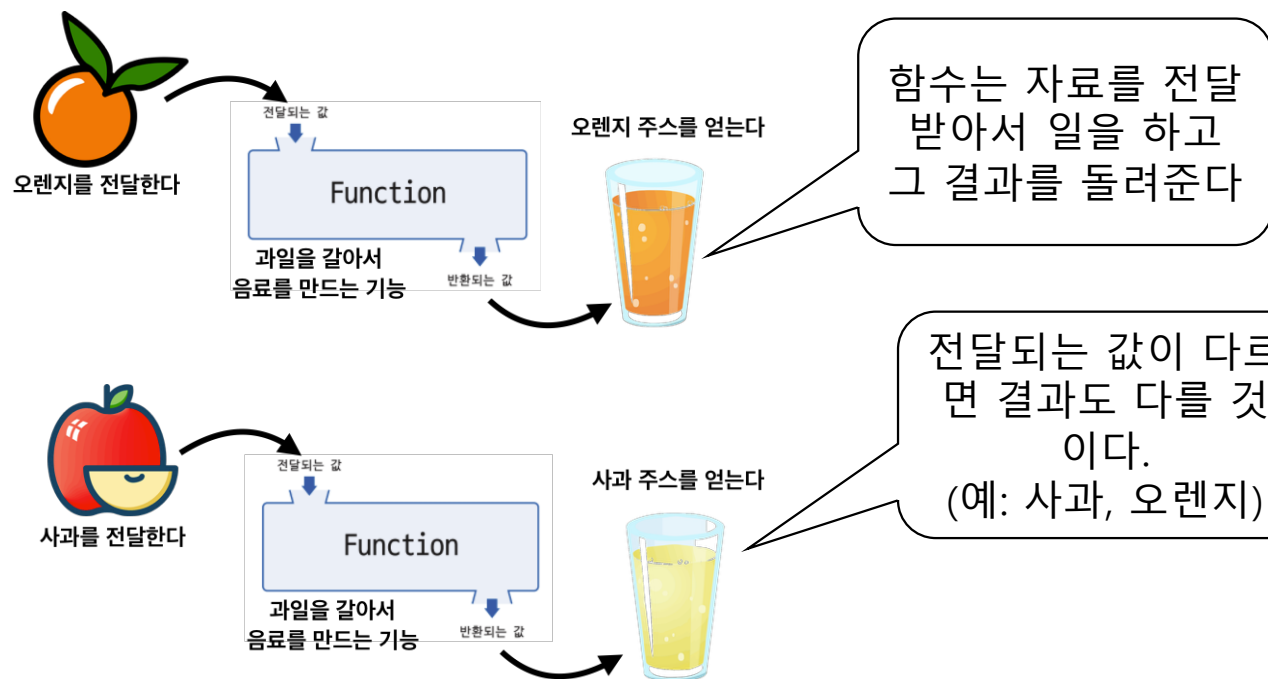 오렌지를 전달한다
전달되는 값
Function
과일을 갈아서
음료를 만드는 기능
반환되는 값
오렌지 주스를 얻는다
함수는 자료를 전달
받아서 일을 하고
그 결과를 돌려준다
사과를 전달한다
전달되는 값
Function
과일을 갈아서
음료를 만드는 기능
반환되는 값
사과 주스를 얻는다
전달되는 값이 다르
면 결과도 다를 것
이다.
(예: 사과, 오렌지)